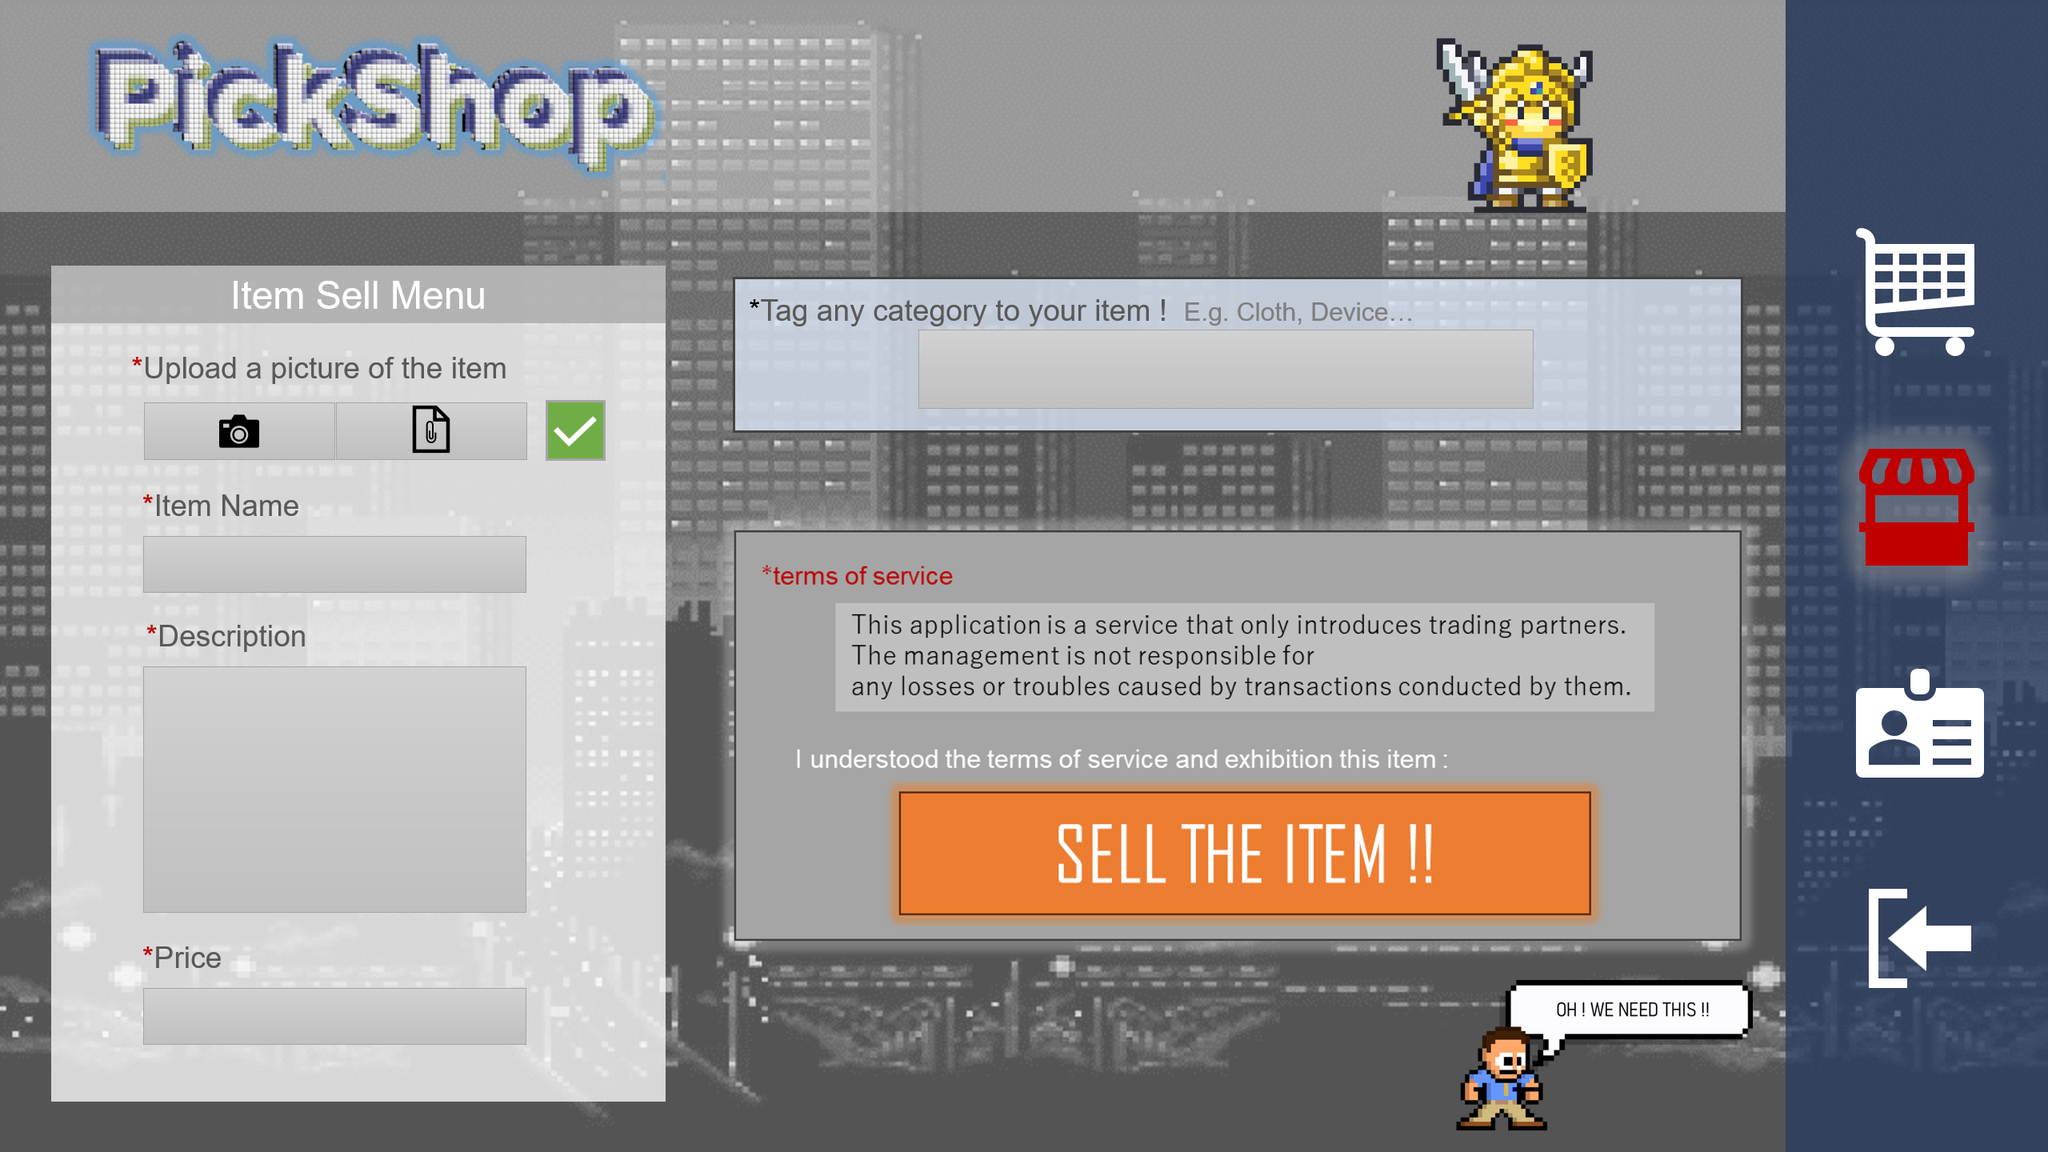 PickShop
Item Sell Menu
*Upload a picture of the item
*Item Name
*Description
*Price
*Tag any category to your item ! E.g. Cloth, Device...
*terms of service
This application is a service that only introduces trading partners.
The management is not responsible for
any losses or troubles caused by transactions conducted by them.
I understood the terms of service and exhibition this item :
SELL THE ITEM !!
OH ! WE NEED THIS !!